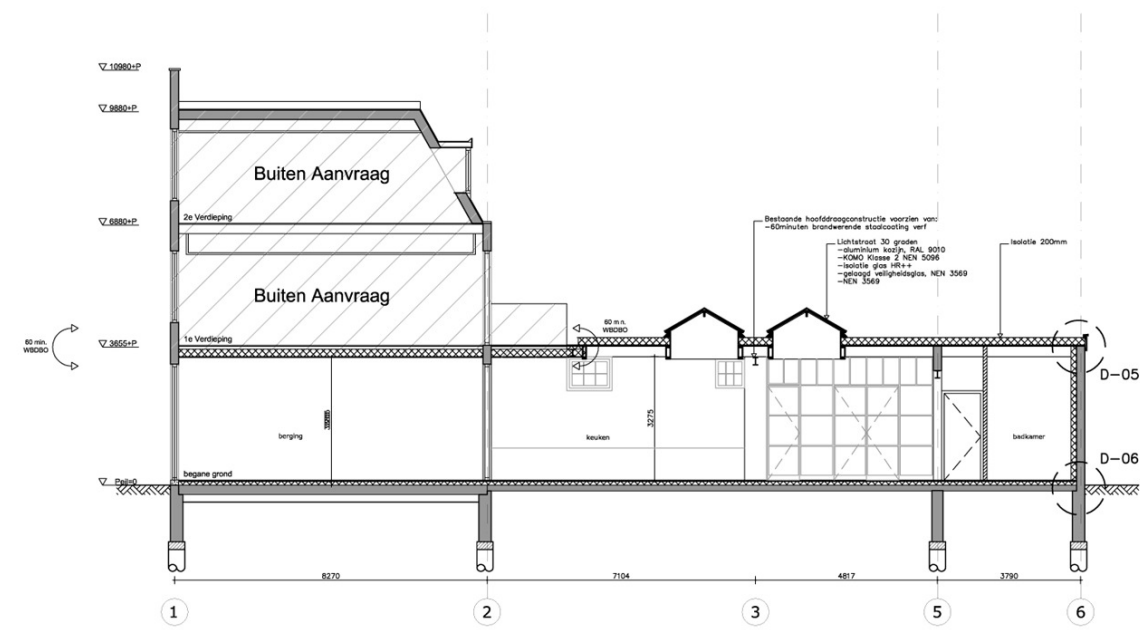 10980+P
9880+P
Buiten Aanvraag
2e Verdieping
6880+P
Bestaande hoofddraagconstructie voorzien van:
-60minuten brandwerende staalcoating verf
Lichtstraat 30 graden
-aluminium kozijn, RAL 9010
-KOMO Klasse 2 NEN 5096
-isolatie glas HR++
-gelaagd veiligheidsglas, NEN 3569
-NEN 3569
Isolatie 200mm
Buiten Aanvraag
60 min.
WBDBO
1e Verdieping
3655+P
60 m n.
WBDBO
D-05
berging
3275
keuken
badkamer
D-06
begane grond
Ppil=0
8270
7104
4817
3790
1
2
3
5
6